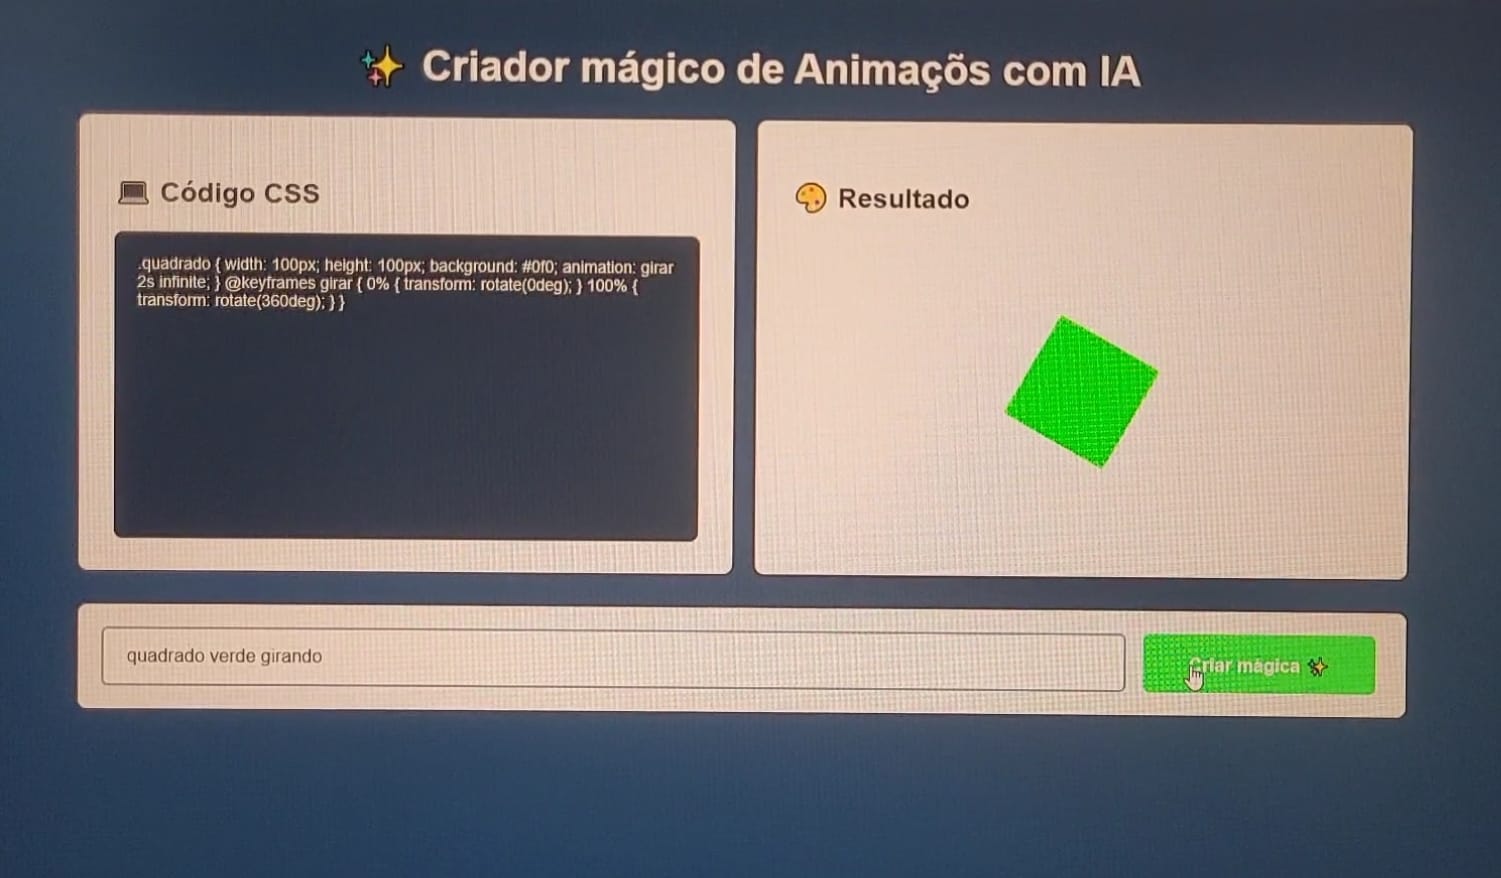 ✨ Criador mágico de Animaçõs com IA
Código CSS
.quadrado { width: 100px; height: 100px; background: #0f0; animation: girar
2s infinite; } @keyframes girar { 0% { transform: rotate(0deg); } 100% {
transform: rotate(360deg); } }
Resultado
quadrado verde girando
Criar mágica ✨